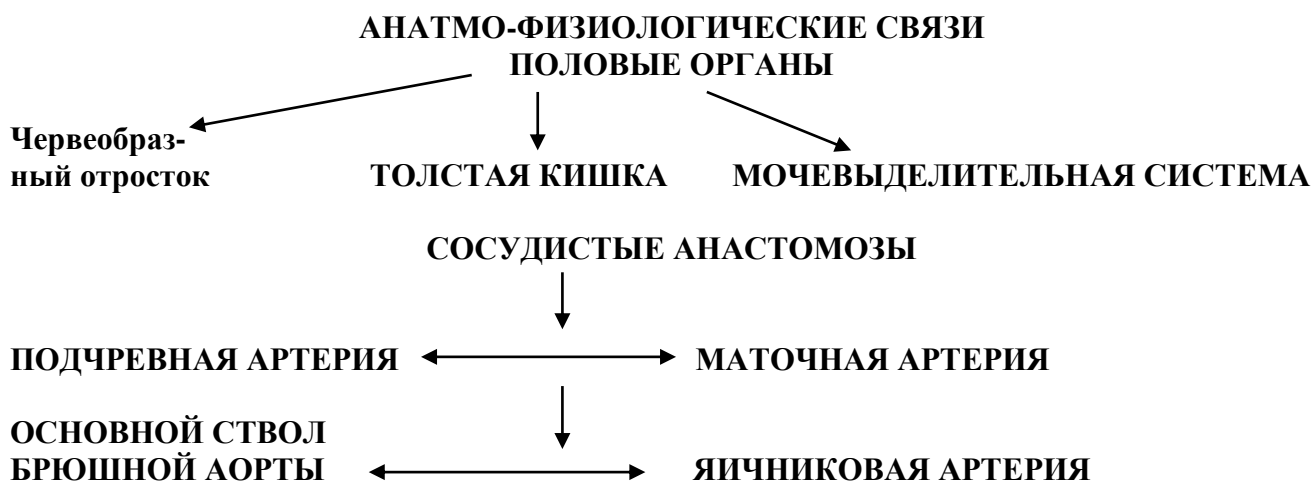 АНАТМО-ФИЗИОЛОГИЧЕСКИЕ СВЯЗИ
ПОЛОВЫЕ ОРГАНЫ
Червеобраз-
ный отросток ТОЛСТАЯ КИШКА МОЧЕВЫДЕЛИТЕЛЬНАЯ СИСТЕМА
СОСУДИСТЫЕ АНАСТОМОЗЫ
ПОДЧРЕВНАЯ АРТЕРИЯ МАТОЧНАЯ АРТЕРИЯ
ОСНОВНОЙ СТВОЛ
БРЮШНОЙ АОРТЫ ЯИЧНИКОВАЯ АРТЕРИЯ